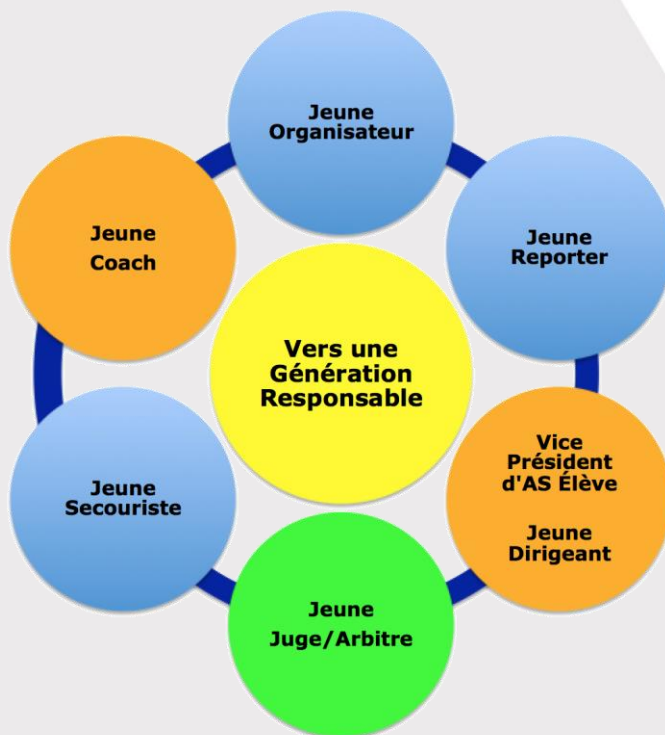 Jeune
Organisateur
Jeune
Reporter
Vice
Président
d'AS Élève
Jeune
Dirigeant
Jeune
Juge/Arbitre
Jeune
Secouriste
Jeune
Coach
Vers une
Génération
Responsable